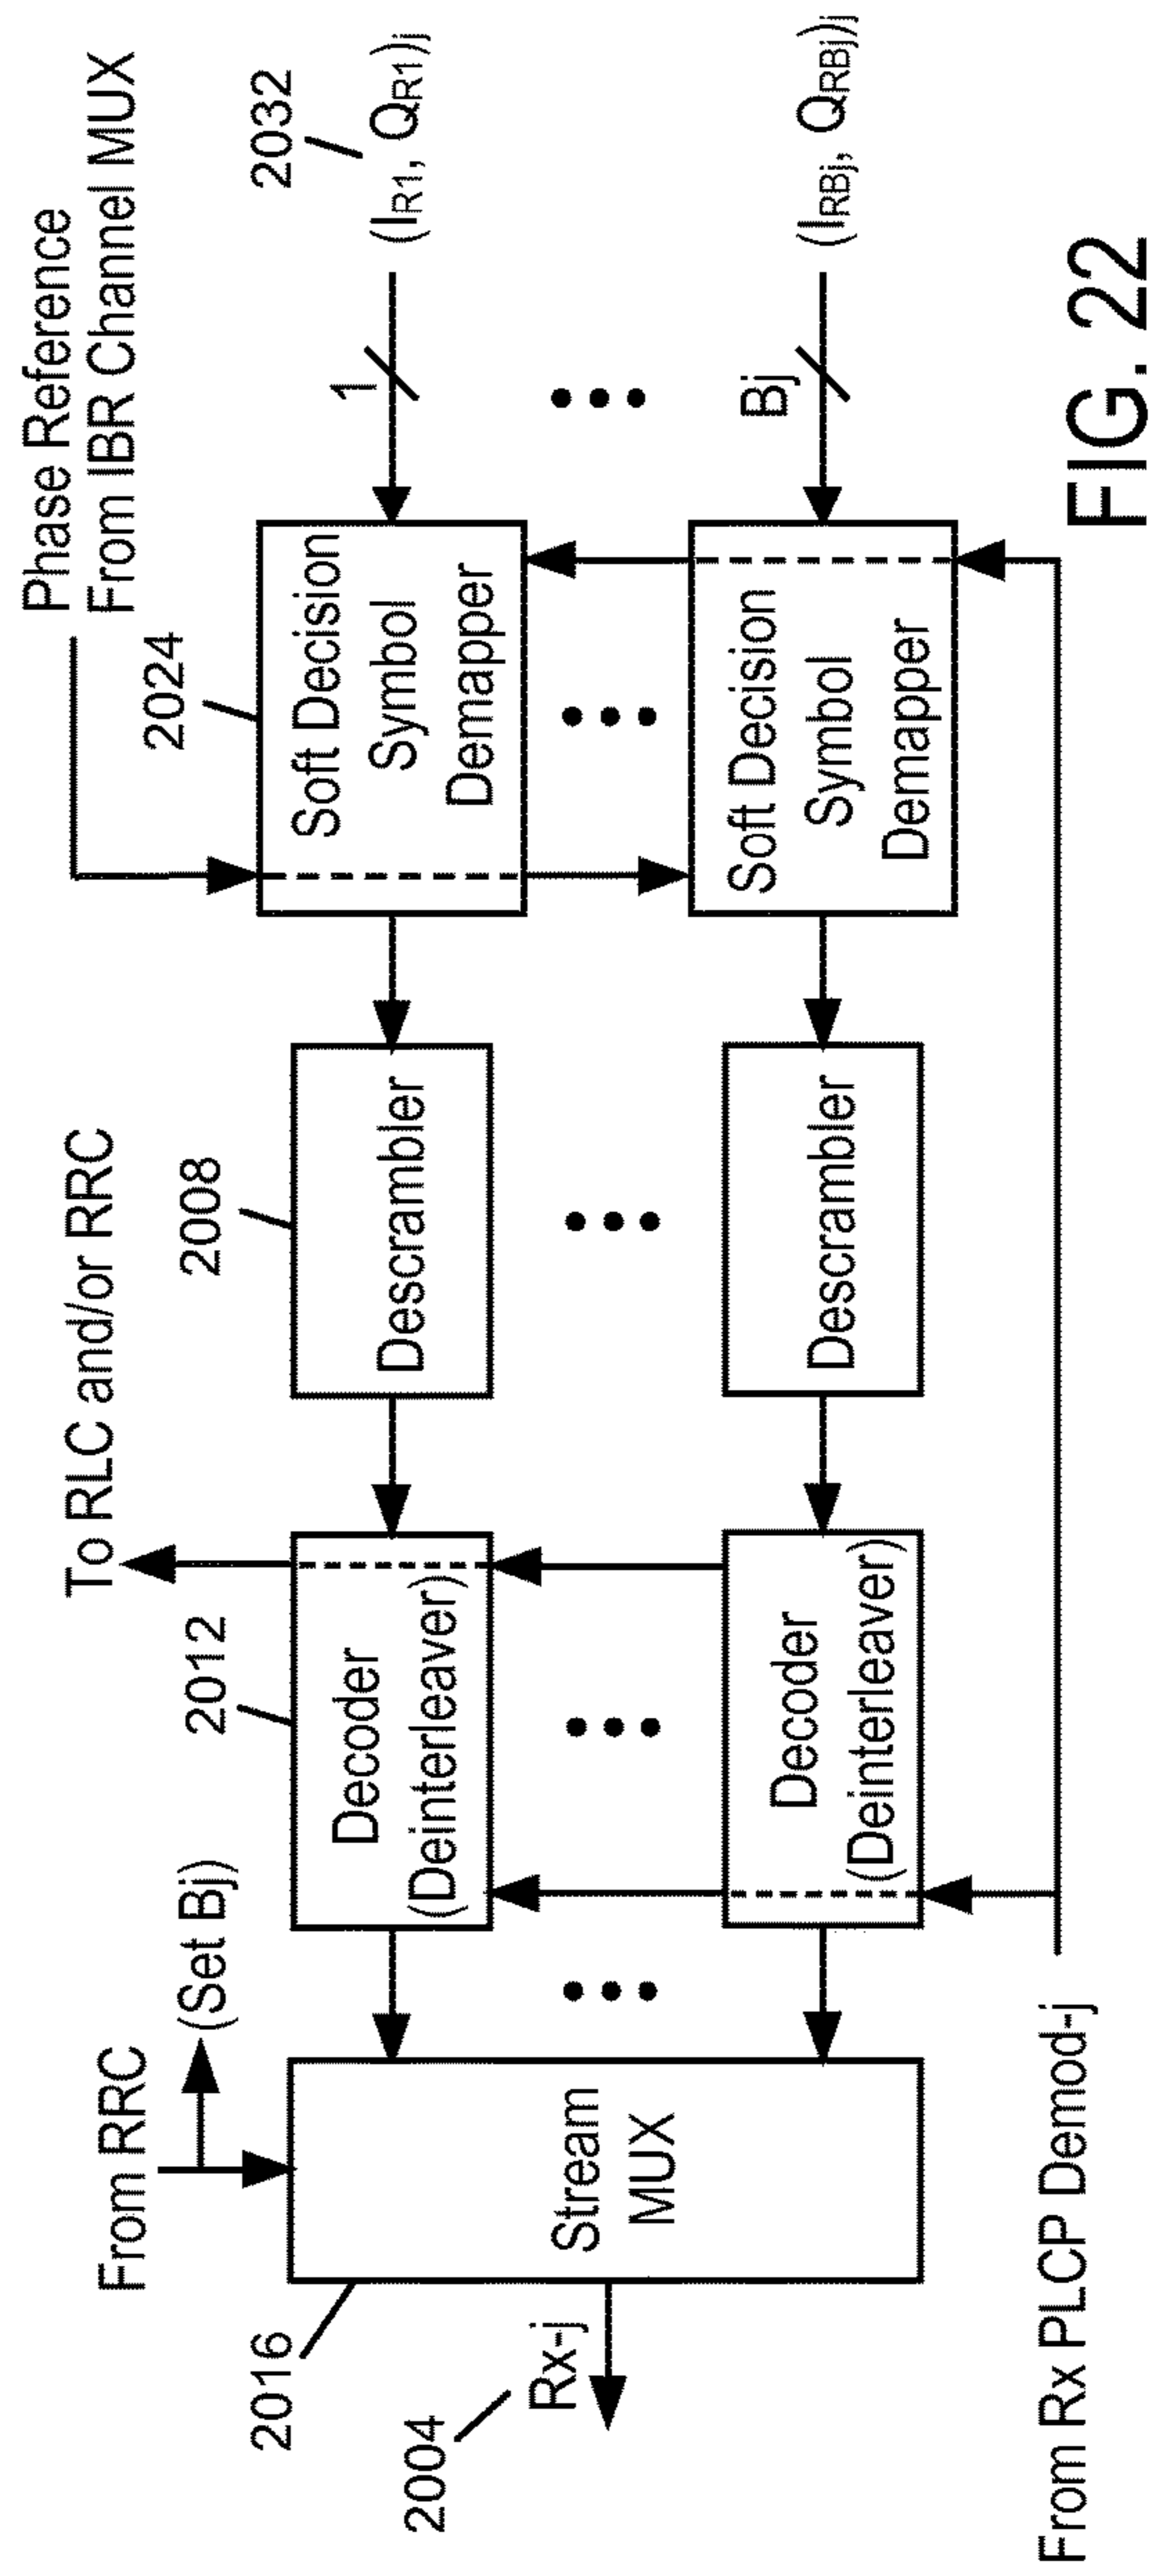 Phase Reference
From IBR Channel MUX
2032
(IR1, QR1)j
1
2024
Soft Decision
Symbol
Demapper
2008
Descrambler
To RLC and/or RRC
2012
Decoder
(Deinterleaver)
(Set Bj)
From RRC
2016
Stream
MUX
2004
Rx-j
(IRBj, QRBj)j
Bj
Soft Decision
Symbol
Demapper
Descrambler
Decoder
(Deinterleaver)
From Rx PLCP Demod-j
FIG. 22